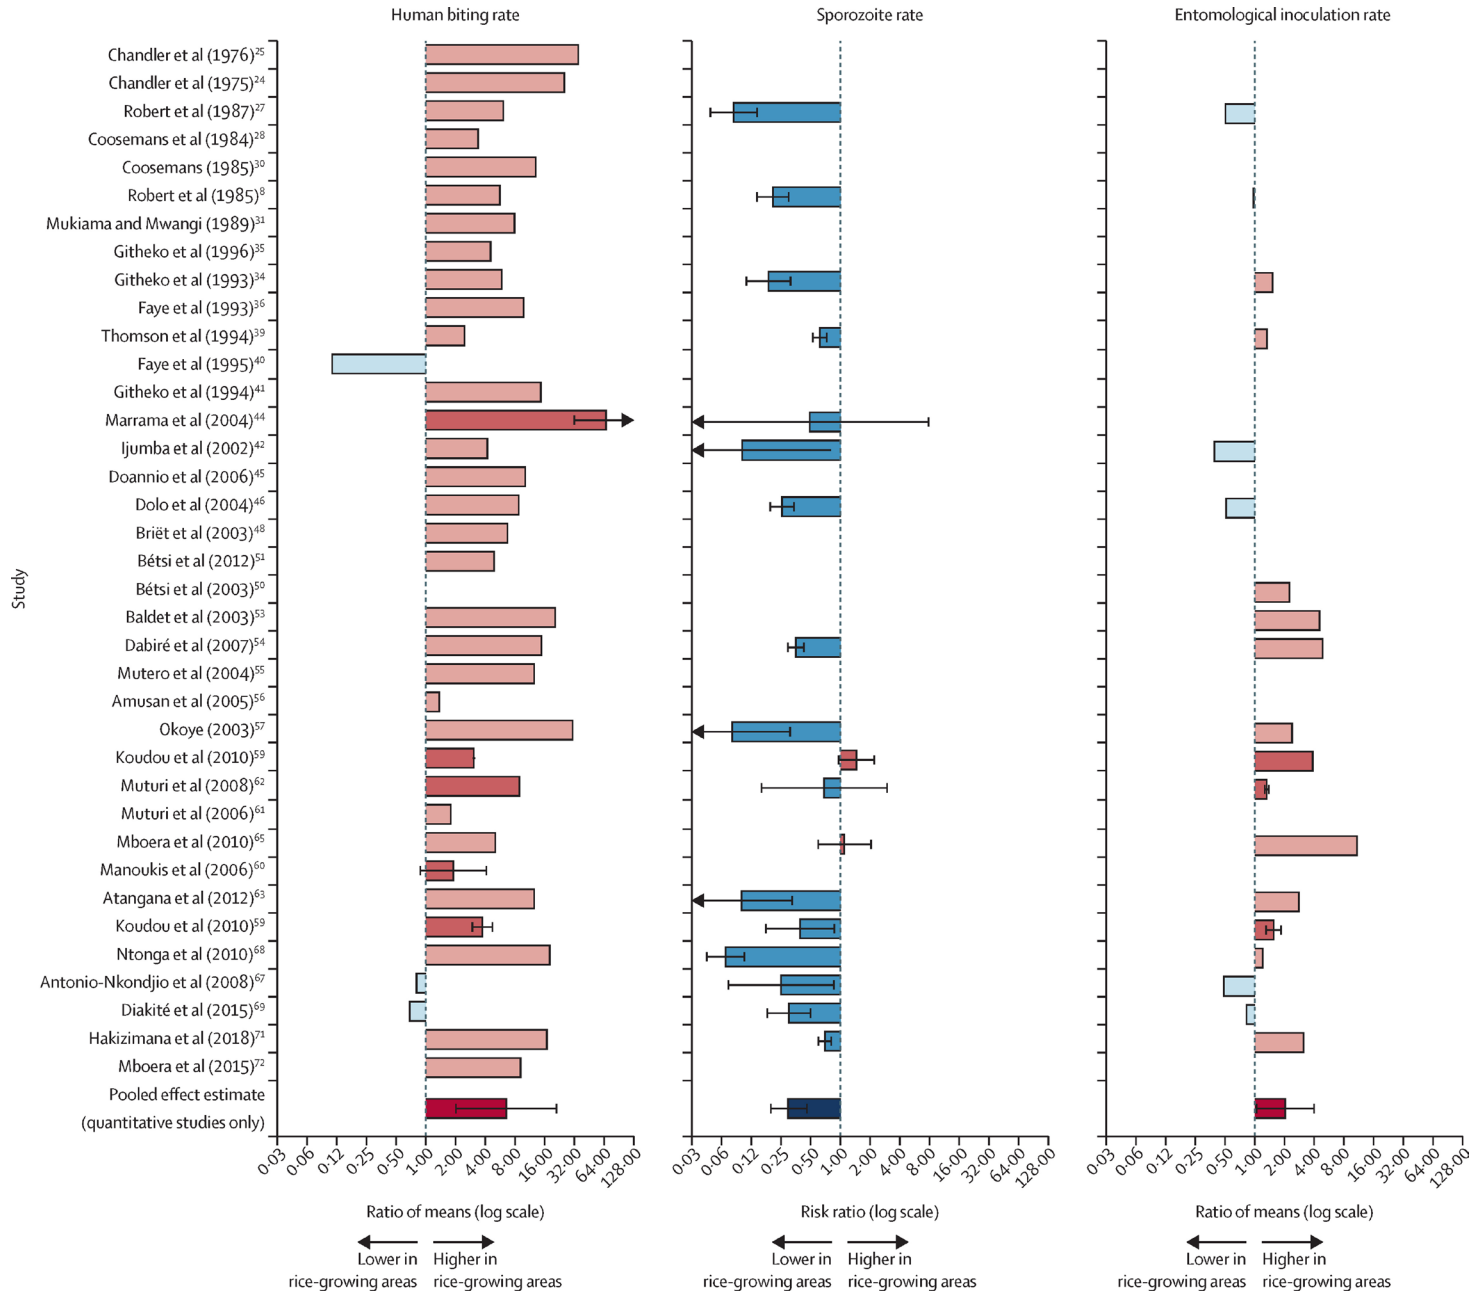 Human biting rate
Sporozoite rate
Entomological inoculation rate
Study
Chandler et al (1976)²⁵
Chandler et al (1975)²⁴
Robert et al (1987)²⁷
Coosemans et al (1984)²⁸
Coosemans (1985)³⁰
Robert et al (1985)⁸
Mukiama and Mwangi (1989)³¹
Githeko et al (1996)³⁵
Githeko et al (1993)³⁴
Faye et al (1993)³⁶
Thomson et al (1994)³⁹
Faye et al (1995)⁴⁰
Githeko et al (1994)⁴¹
Marrama et al (2004)⁴⁴
Ijumba et al (2002)⁴²
Doannio et al (2006)⁴⁵
Dolo et al (2004)⁴⁶
Briët et al (2003)⁴⁸
Bétsi et al (2012)⁵¹
Bétsi et al (2003)⁵⁰
Baldet et al (2003)⁵³
Dabiré et al (2007)⁵⁴
Mutero et al (2004)⁵⁵
Amusan et al (2005)⁵⁶
Okoye (2003)⁵⁷
Koudou et al (2010)⁵⁹
Muturi et al (2008)⁶²
Muturi et al (2006)⁶¹
Mboera et al (2010)⁶⁵
Manoukis et al (2006)⁶⁰
Atangana et al (2012)⁶³
Koudou et al (2010)⁵⁹
Ntonga et al (2010)⁶⁸
Antonio-Nkondjio et al (2008)⁶⁷
Diakité et al (2015)⁶⁹
Hakizimana et al (2018)⁷¹
Mboera et al (2015)⁷²
Pooled effect estimate
(quantitative studies only)
0·03 0·06 0·12 0·25 0·50 1·00 2·00 4·00 8·00 16·00 32·00 64·00 128·00
Ratio of means (log scale)
Lower in
rice-growing areas
Higher in
rice-growing areas
0·03 0·06 0·12 0·25 0·50 1·00 2·00 4·00 8·00 16·00 32·00 64·00 128·00
Risk ratio (log scale)
Lower in
rice-growing areas
Higher in
rice-growing areas
0·03 0·06 0·12 0·25 0·50 1·00 2·00 4·00 8·00 16·00 32·00 64·00 128·00
Ratio of means (log scale)
Lower in
rice-growing areas
Higher in
rice-growing areas